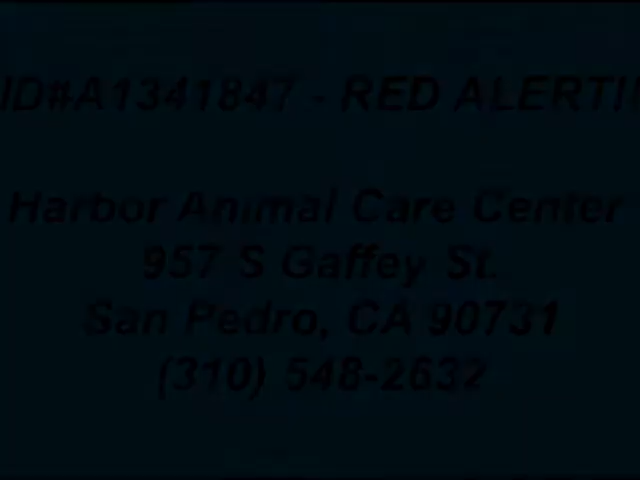 ID#A1341847 - RED ALERT!!
Harbor Animal Care Center
957 S Gaffey St.
San Pedro, CA 90731
(310) 548-2632